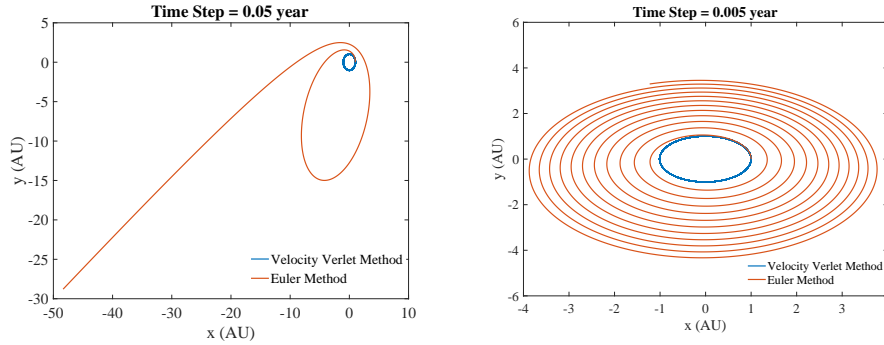 Time Step = 0.05 year
5
0
-5
-10
-15
-20
-25
-30
y (AU)
Velocity Verlet Method
Euler Method
-50 -40 -30 -20 -10 0 10
x (AU)
Time Step = 0.005 year
6
4
2
0
-2
-4
-6
y (AU)
Velocity Verlet Method
Euler Method
-4 -3 -2 -1 0 1 2 3 4
x (AU)